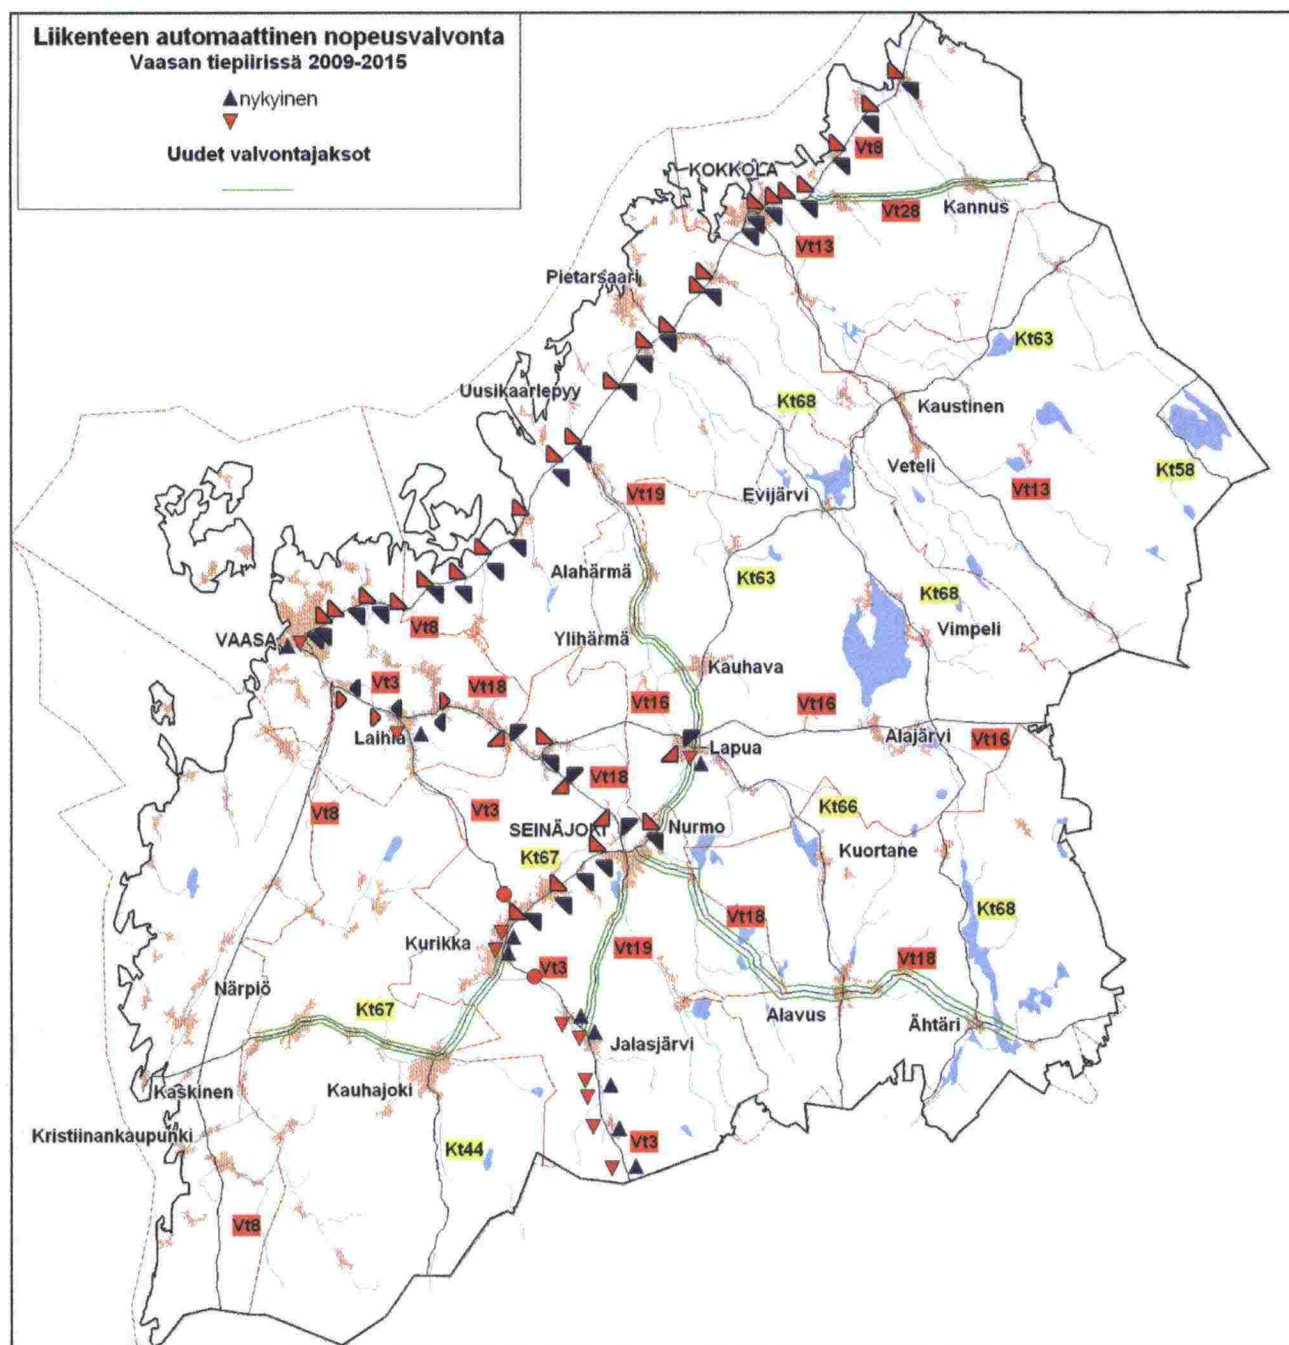 Liikenteen automaattinen nopeusvalvonta
Vaasan tiepiirissä 2009-2015
nykyinen
Uudet valvontajaksot
Vt8
KOKKOLA
Kannus
Vt28
Vt13
Pietarsaari
Kt63
Uusikaarlepyy
Kt68
Kaustinen
Veteli
Kt58
Vt19
Evijärvi
Vt13
Alahärmä
Kt63
Kt68
Vt8
VAASA
Ylihärmä
Vimpeli
Kauhava
Vt3
Vt18
Vt16
Vt16
Laihia
Lapua
Alajärvi
Vt16
Vt18
Vt8
Vt3
Kt66
SEINÄJOKI
Nurmo
Kuortane
Kt67
Kt68
Vt18
Kurikka
Vt19
Vt18
Vt3
Närpiö
Kt67
Alavus
Ähtäri
Jalasjärvi
Kaskinen
Kauhajoki
Kristiinankaupunki
Kt44
Vt3
Vt8